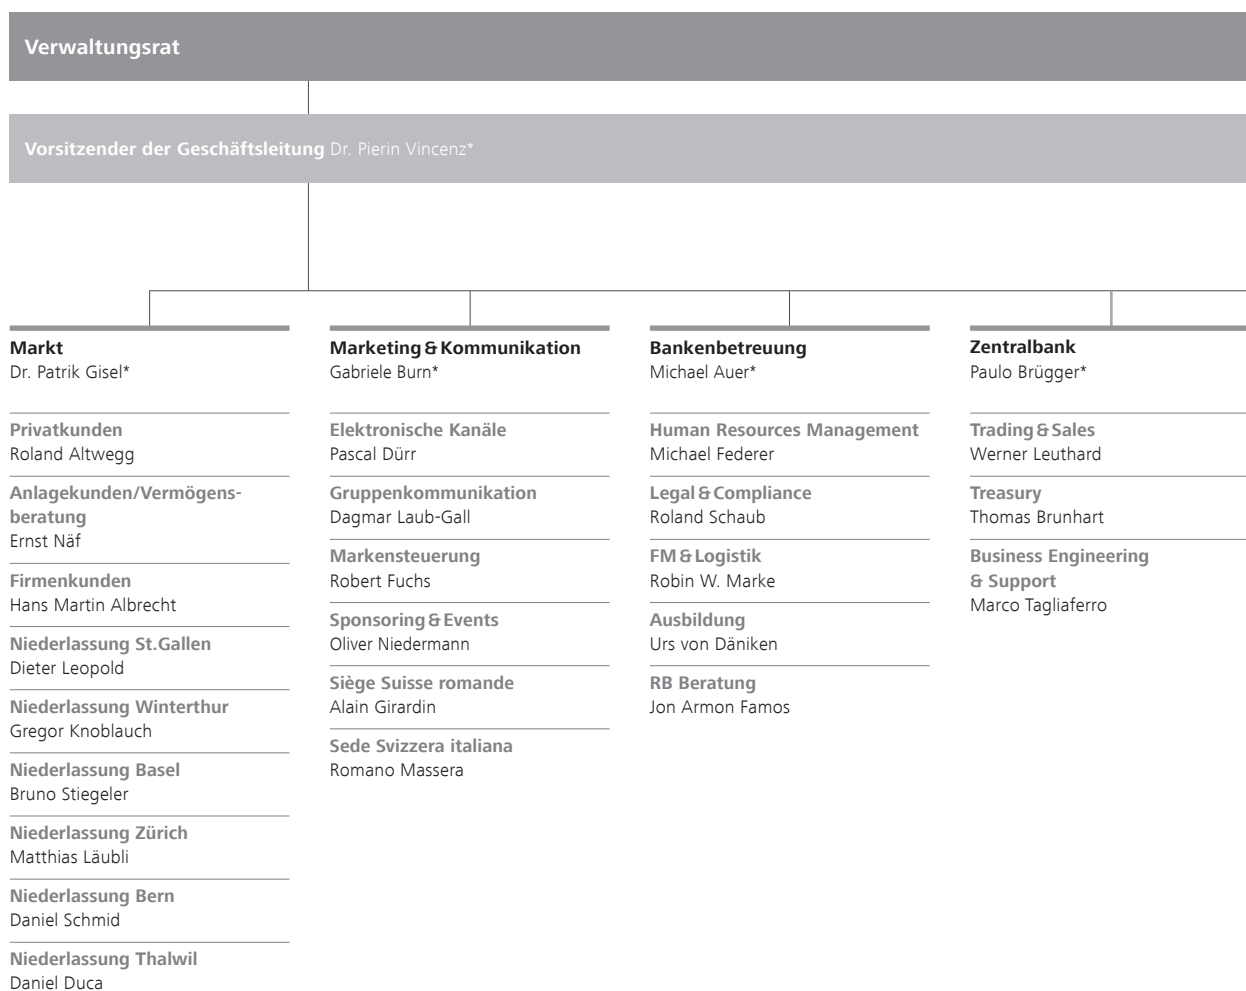 Verwaltungsrat
Vorsitzender der Geschäftsleitung Dr. Pierin Vincenz*
Markt
Dr. Patrik Gisel*
Privatkunden
Roland Altwegg
Anlagekunden/Vermögens-
beratung
Ernst Näf
Firmenkunden
Hans Martin Albrecht
Niederlassung St.Gallen
Dieter Leopold
Niederlassung Winterthur
Gregor Knoblauch
Niederlassung Basel
Bruno Stiegeler
Niederlassung Zürich
Matthias Läubli
Niederlassung Bern
Daniel Schmid
Niederlassung Thalwil
Daniel Duca
Marketing & Kommunikation
Gabriele Burn*
Elektronische Kanäle
Pascal Dürr
Gruppenkommunikation
Dagmar Laub-Gall
Markensteuerung
Robert Fuchs
Sponsoring & Events
Oliver Niedermann
Siège Suisse romande
Alain Girardin
Sede Svizzera italiana
Romano Massera
Bankenbetreuung
Michael Auer*
Human Resources Management
Michael Federer
Legal & Compliance
Roland Schaub
FM & Logistik
Robin W. Marke
Ausbildung
Urs von Däniken
RB Beratung
Jon Armon Famos
Zentralbank
Paulo Brügger*
Trading & Sales
Werner Leuthard
Treasury
Thomas Brunhart
Business Engineering
& Support
Marco Tagliaferro